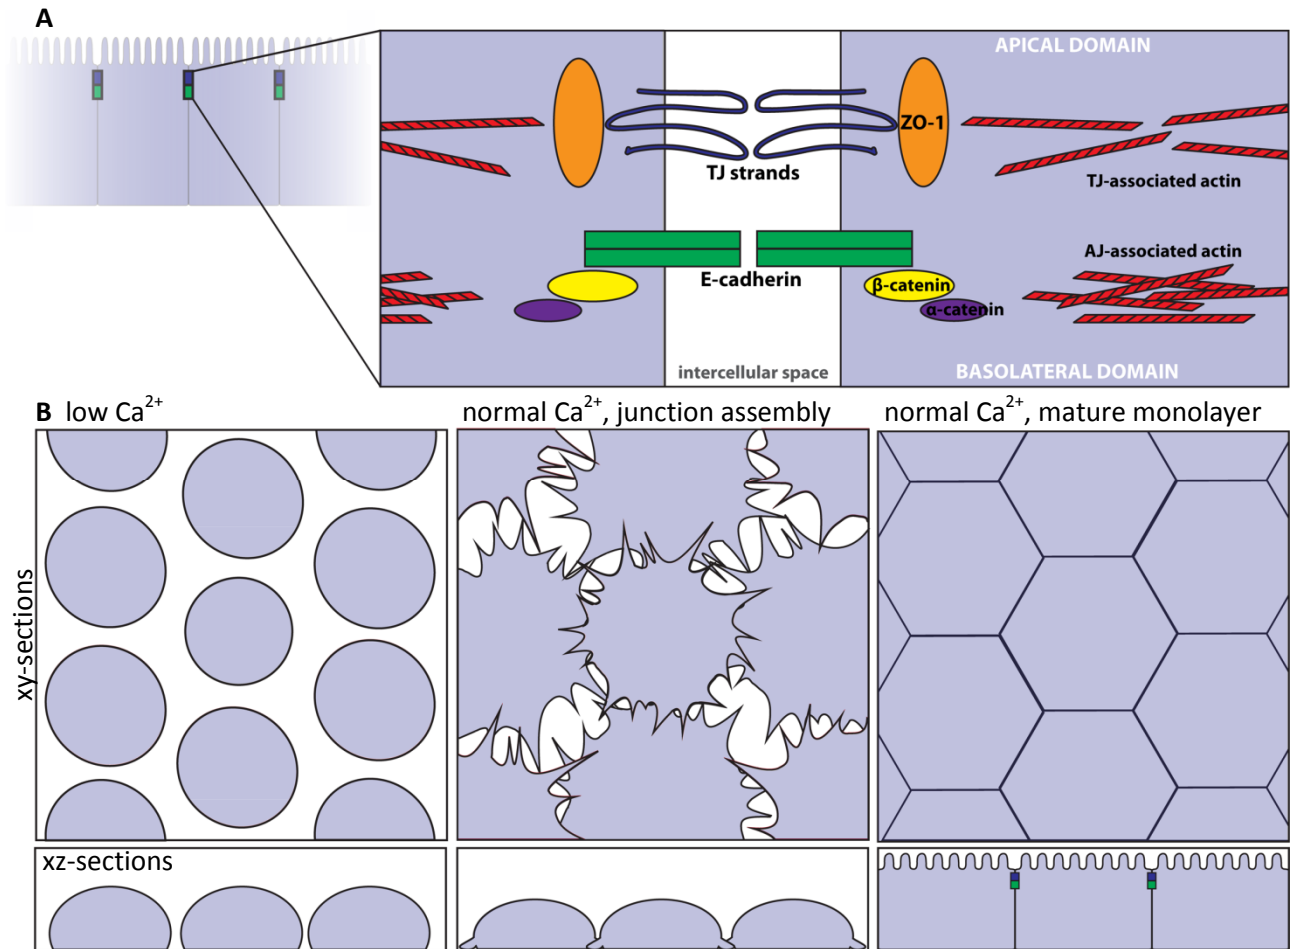 A
APICAL DOMAIN
ZO-1
TJ strands
TJ-associated actin
AJ-associated actin
E-cadherin
β-catenin
α-catenin
intercellular space
BASOLATERAL DOMAIN
B low Ca²⁺
normal Ca²⁺, junction assembly
normal Ca²⁺, mature monolayer
xy-sections
xz-sections